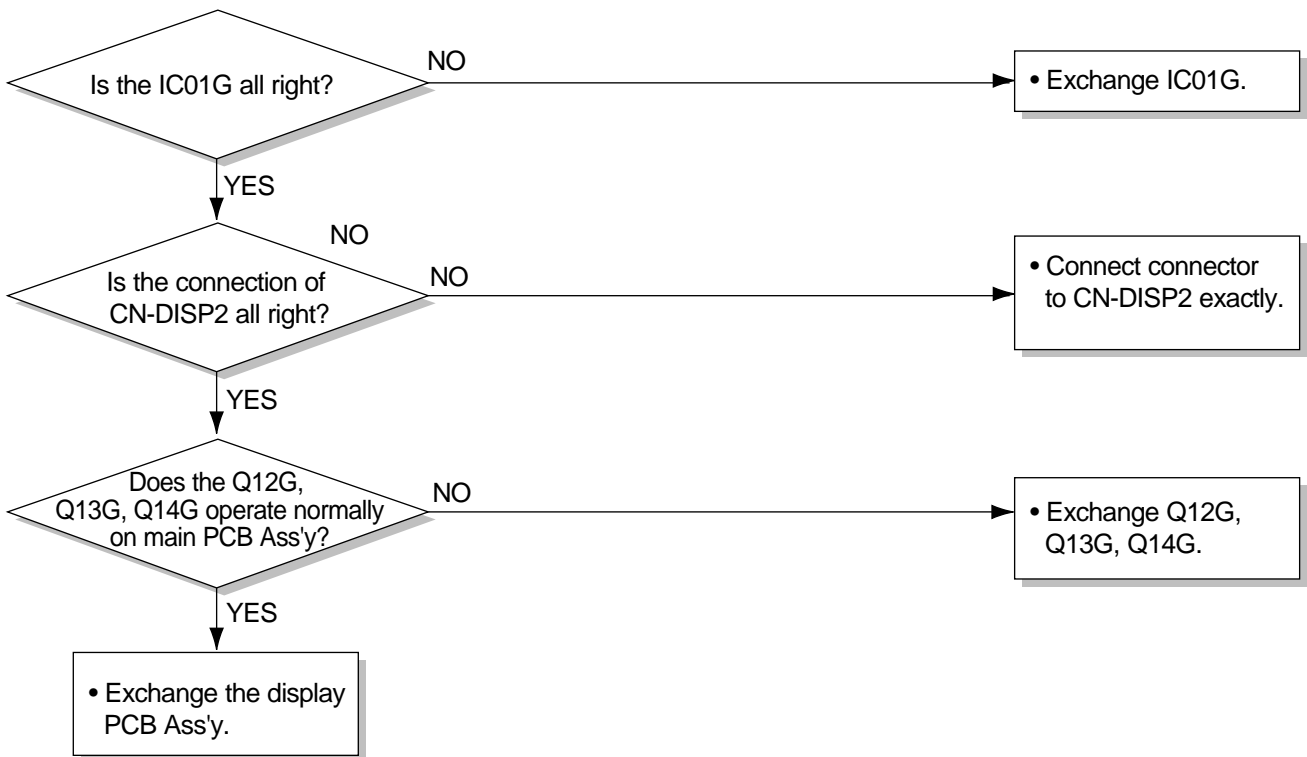 Is the IC01G all right?
NO
• Exchange IC01G.
YES
NO
Is the connection of
CN-DISP2 all right?
NO
• Connect connector
to CN-DISP2 exactly.
YES
Does the Q12G,
Q13G, Q14G operate normally
on main PCB Ass'y?
NO
• Exchange Q12G,
Q13G, Q14G.
YES
• Exchange the display
PCB Ass'y.